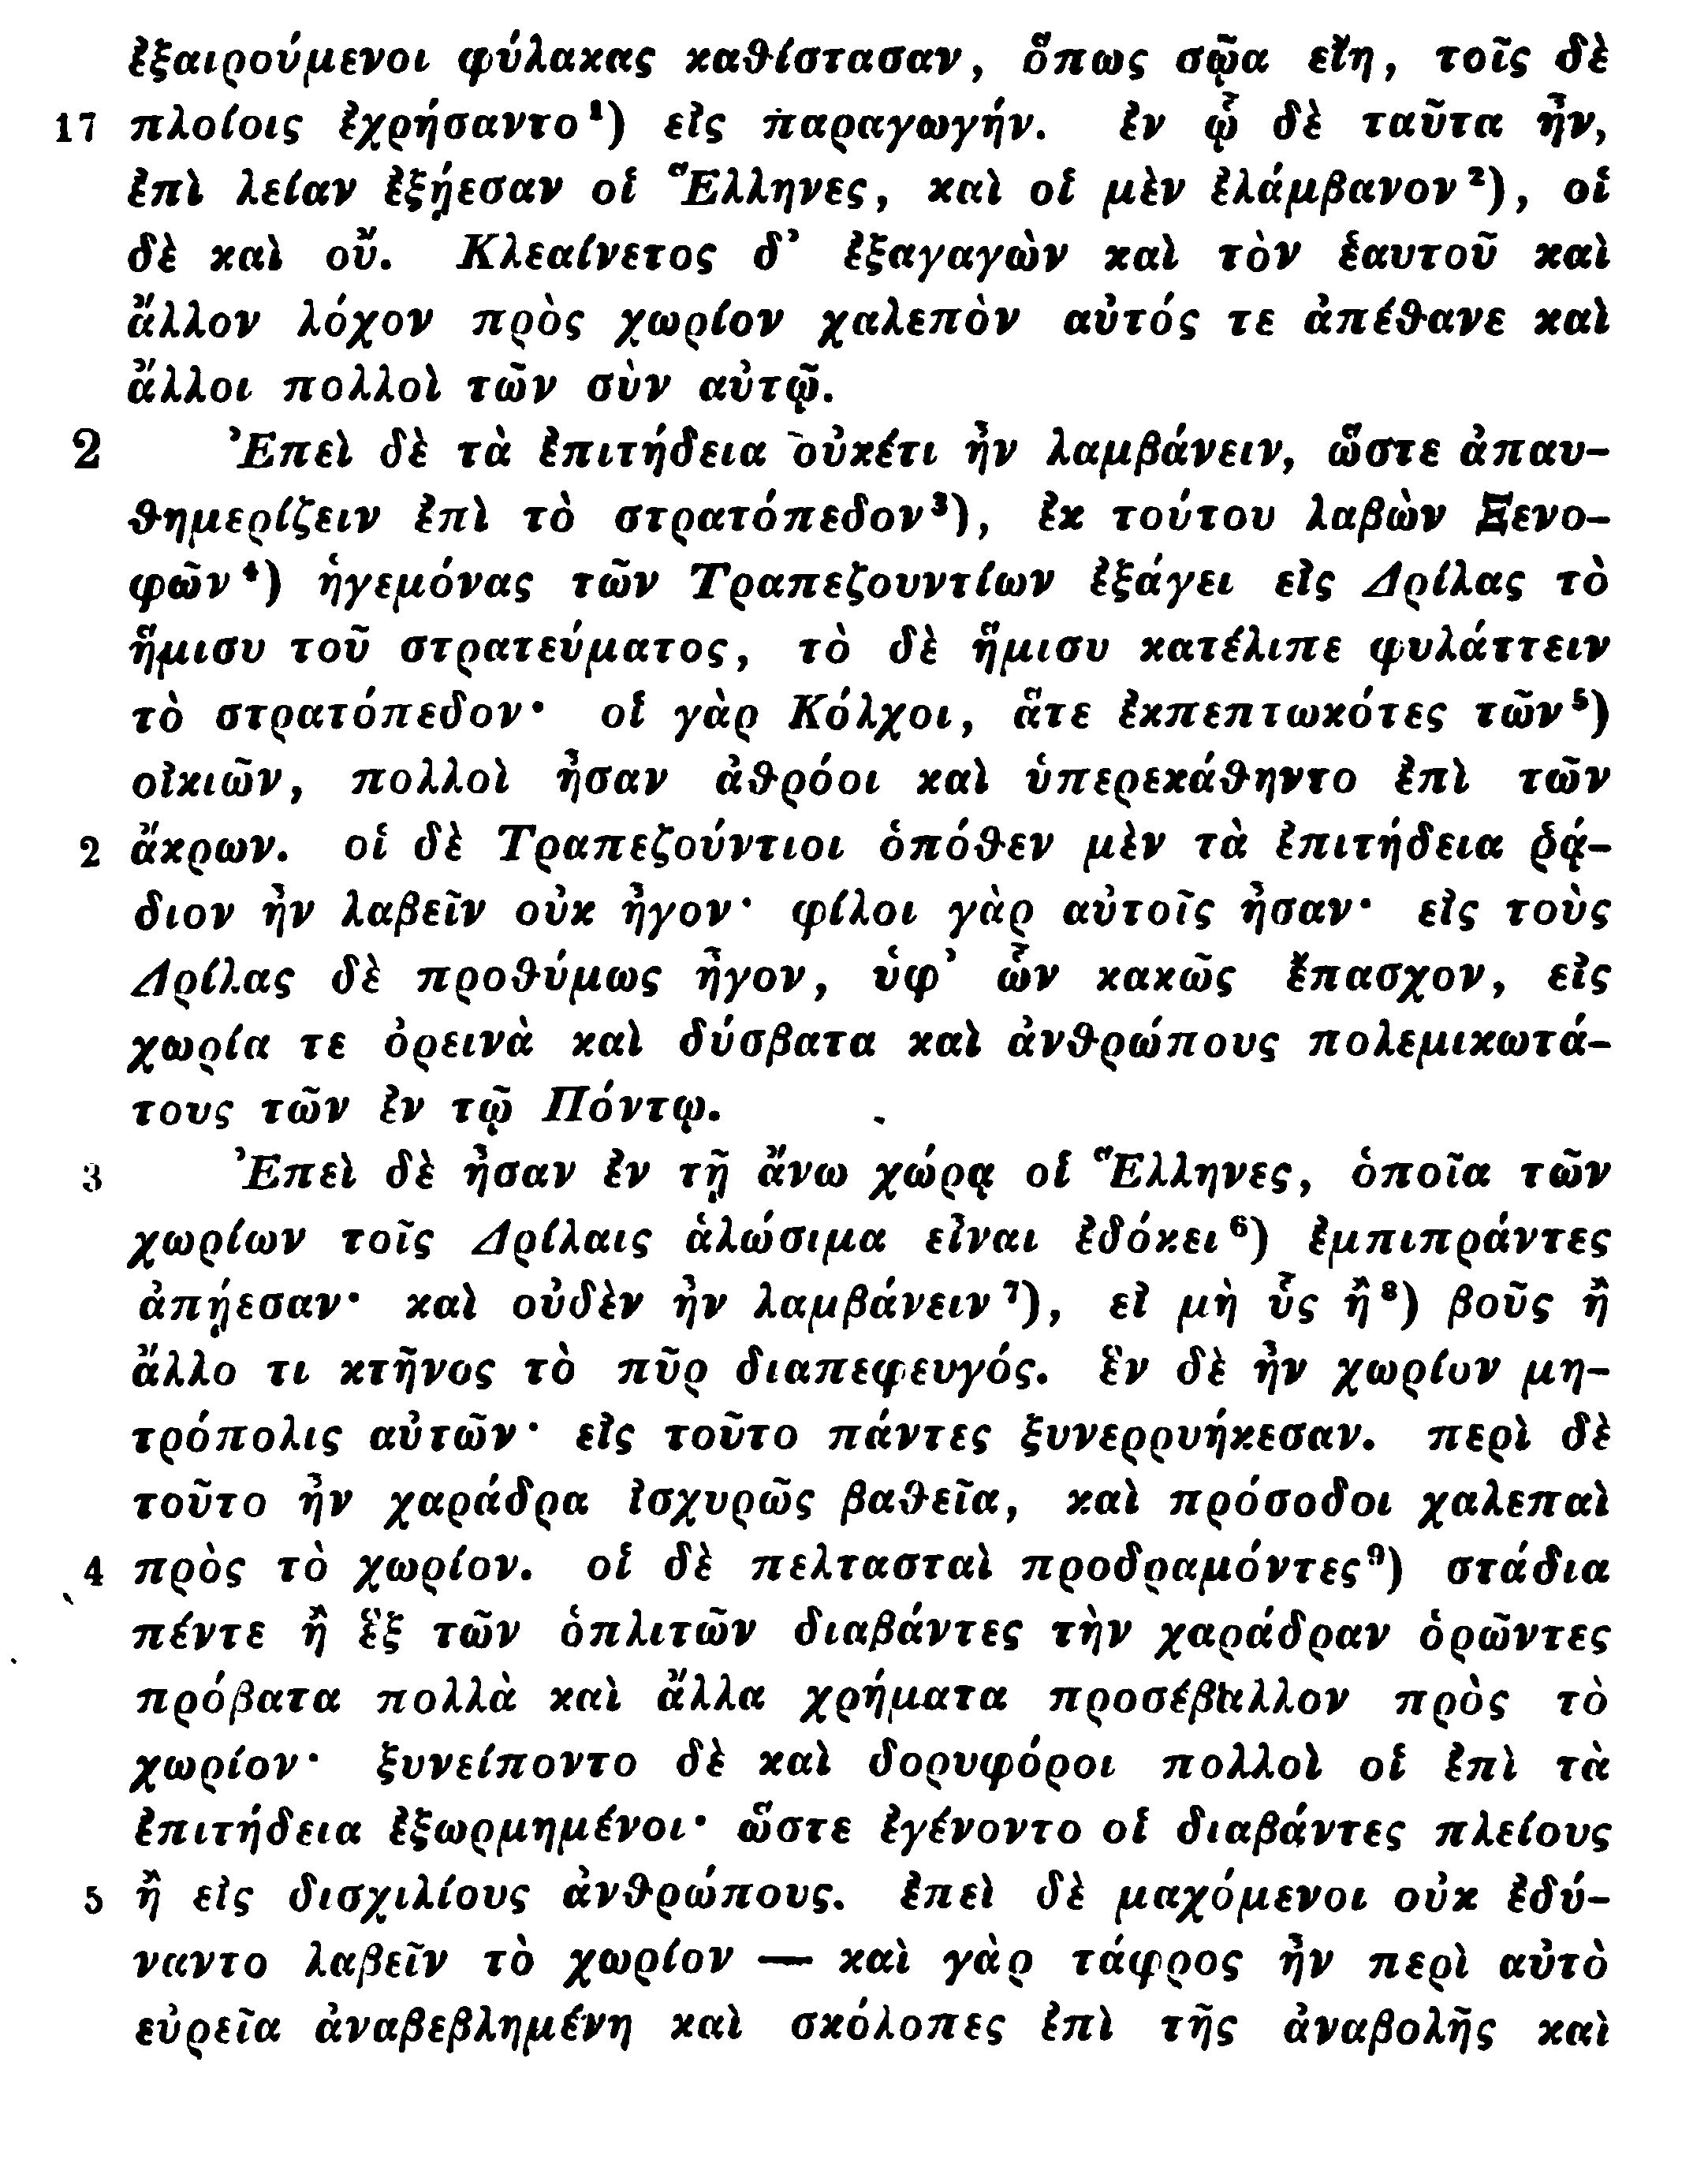 ἐξαιρούμενοι φύλακας καθίστασαν, ὅπως σῷα εἴη, τοῖς δὲ
17 πλοίοις ἐχρήσαντο¹) εἰς παραγωγήν. ἐν ᾧ δὲ ταῦτα ἦν,
ἐπὶ λείαν ἐξῄεσαν οἱ Ἕλληνες, καὶ οἱ μὲν ἐλάμβανον²), οἱ
δὲ καὶ οὔ. Κλεαίνετος δ’ ἐξαγαγὼν καὶ τὸν ἑαυτοῦ καὶ
ἄλλον λόχον πρὸς χωρίον χαλεπὸν αὐτός τε ἀπέθανε καὶ
ἄλλοι πολλοὶ τῶν σὺν αὐτῷ.
2 Ἐπεὶ δὲ τὰ ἐπιτήδεια οὐκέτι ἦν λαμβάνειν, ὥστε ἀπαυ-
θημερίζειν ἐπὶ τὸ στρατόπεδον³), ἐκ τούτου λαβὼν Ξενο-
φῶν⁴) ἡγεμόνας τῶν Τραπεζουντίων ἐξάγει εἰς Δρίλας τὸ
ἥμισυ τοῦ στρατεύματος, τὸ δὲ ἥμισυ κατέλιπε φυλάττειν
τὸ στρατόπεδον· οἱ γὰρ Κόλχοι, ἅτε ἐκπεπτωκότες τῶν⁵)
οἰκιῶν, πολλοὶ ἦσαν ἀθρόοι καὶ ὑπερεκάθηντο ἐπὶ τῶν
2 ἄκρων. οἱ δὲ Τραπεζούντιοι ὁπόθεν μὲν τὰ ἐπιτήδεια ῥᾴ-
διον ἦν λαβεῖν οὐκ ἦγον· φίλοι γὰρ αὐτοῖς ἦσαν· εἰς τοὺς
Δρίλας δὲ προθύμως ἦγον, ὑφ’ ὧν κακῶς ἔπασχον, εἰς
χωρία τε ὀρεινὰ καὶ δύσβατα καὶ ἀνθρώπους πολεμικωτά-
τους τῶν ἐν τῷ Πόντῳ.
3 Ἐπεὶ δὲ ἦσαν ἐν τῇ ἄνω χώρᾳ οἱ Ἕλληνες, ὁποῖα τῶν
χωρίων τοῖς Δρίλαις ἁλώσιμα εἶναι ἐδόκει⁶) ἐμπιπράντες
ἀπῄεσαν· καὶ οὐδὲν ἦν λαμβάνειν⁷), εἰ μὴ ὗς ἢ⁸) βοῦς ἢ
ἄλλο τι κτῆνος τὸ πῦρ διαπεφευγός. ἓν δὲ ἦν χωρίον μη-
τρόπολις αὐτῶν· εἰς τοῦτο πάντες ξυνερρυήκεσαν. περὶ δὲ
τοῦτο ἦν χαράδρα ἰσχυρῶς βαθεῖα, καὶ πρόσοδοι χαλεπαὶ
4 πρὸς τὸ χωρίον. οἱ δὲ πελτασταὶ προδραμόντες⁹) στάδια
πέντε ἢ ἓξ τῶν ὁπλιτῶν διαβάντες τὴν χαράδραν ὁρῶντες
πρόβατα πολλὰ καὶ ἄλλα χρήματα προσέβαλλον πρὸς τὸ
χωρίον· ξυνείποντο δὲ καὶ δορυφόροι πολλοὶ οἱ ἐπὶ τὰ
ἐπιτήδεια ἐξωρμημένοι· ὥστε ἐγένοντο οἱ διαβάντες πλείους
5 ἢ εἰς δισχιλίους ἀνθρώπους. ἐπεὶ δὲ μαχόμενοι οὐκ ἐδύ-
ναντο λαβεῖν τὸ χωρίον — καὶ γὰρ τάφρος ἦν περὶ αὐτὸ
εὐρεῖα ἀναβεβλημένη καὶ σκόλοπες ἐπὶ τῆς ἀναβολῆς καὶ